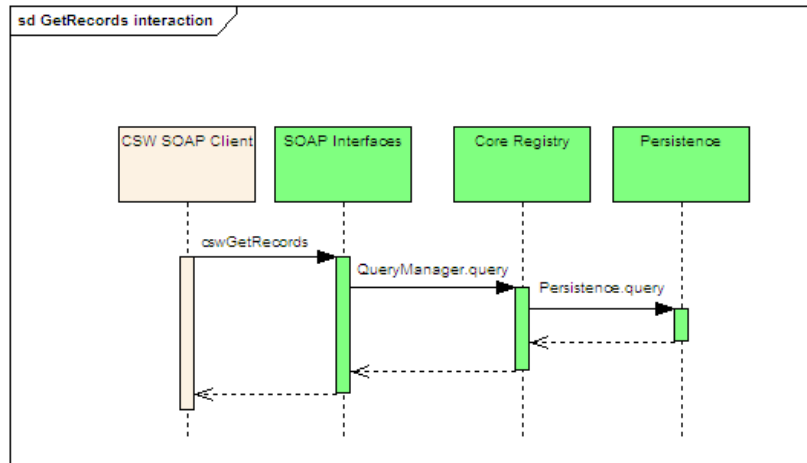 sd GetRecords interaction
CSW SOAP Client
SOAP Interfaces
Core Registry
Persistence
cswGetRecords
QueryManager.query
Persistence.query